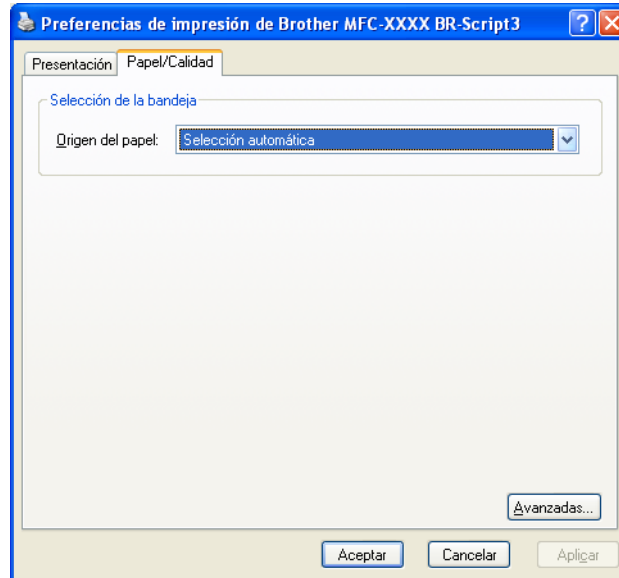 Preferencias de impresión de Brother MFC-XXXX BR-Script3
Presentación Papel/Calidad
Selección de la bandeja
Origen del papel: Selección automática
Avanzadas...
Aceptar Cancelar Aplicar